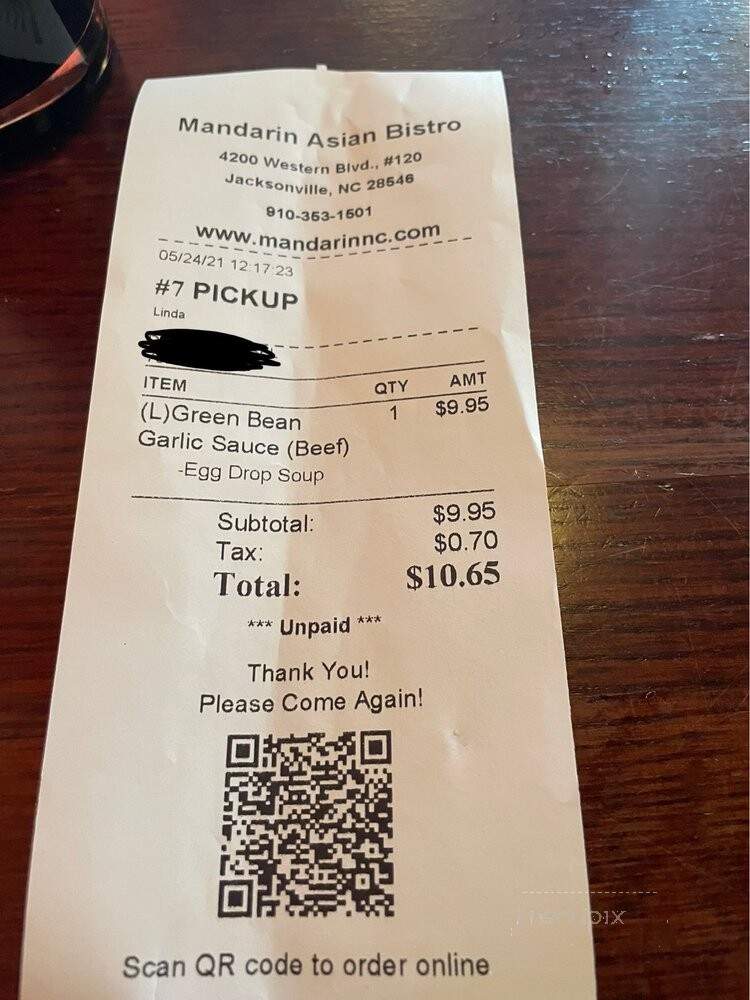 Mandarin Asian Bistro
4200 Western Blvd., #120
Jacksonville, NC 28546
910-353-1501
www.mandarinnc.com
05/24/21 12:17:23
#7 PICKUP
Linda
ITEM QTY AMT
(L)Green Bean 1 $9.95
Garlic Sauce (Beef)
-Egg Drop Soup
Subtotal: $9.95
Tax: $0.70
Total: $10.65
*** Unpaid ***
Thank You!
Please Come Again!
Scan QR code to order online